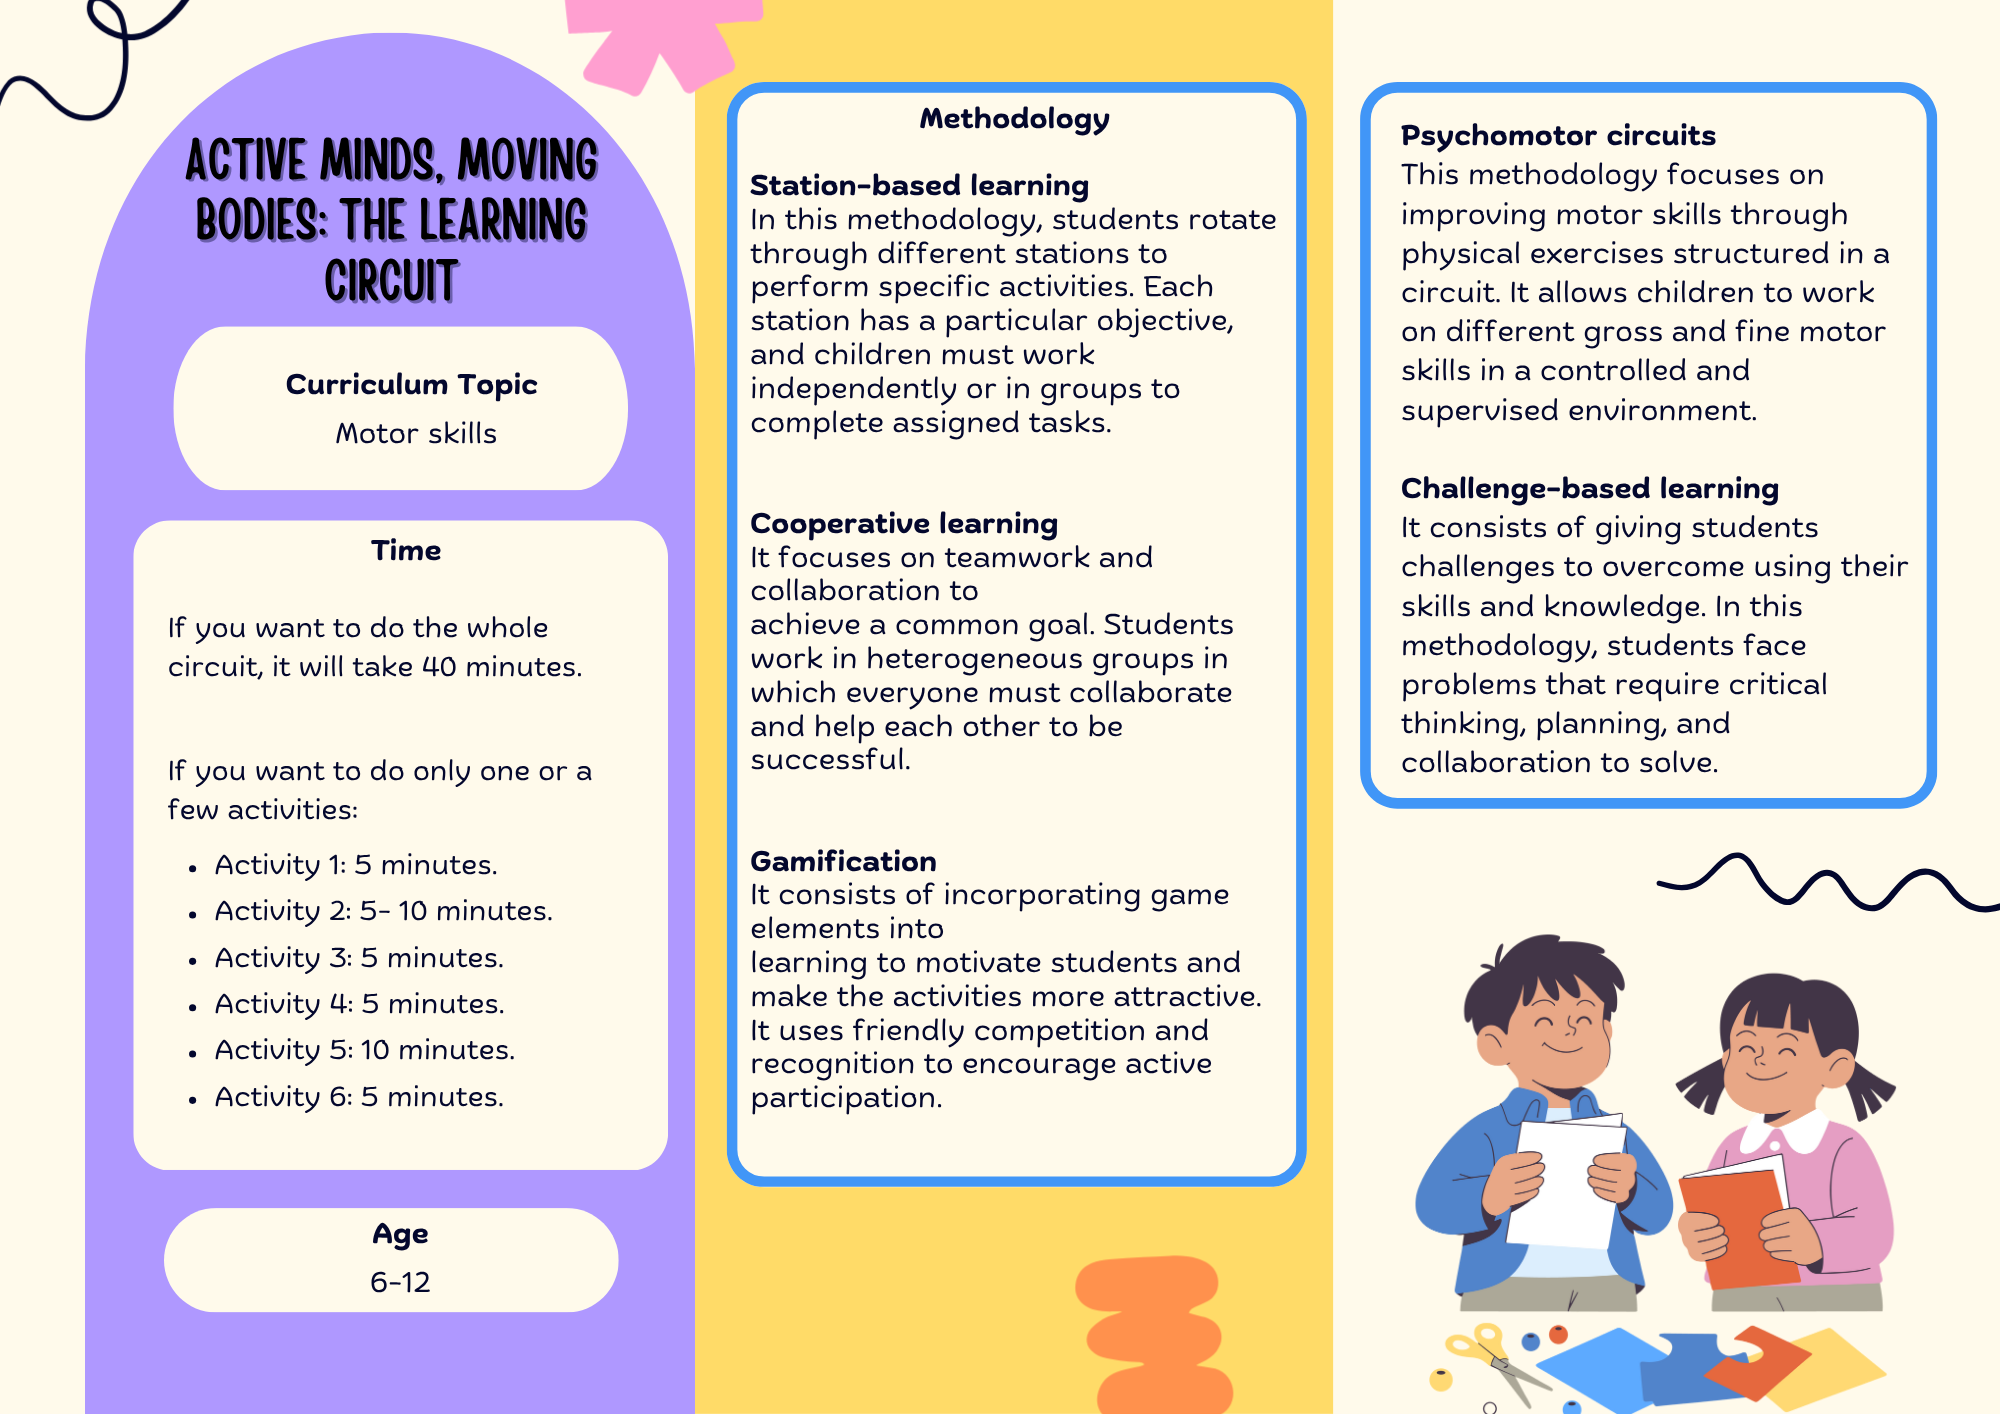 ACTIVE MINDS, MOVING
BODIES: THE LEARNING
CIRCUIT
Curriculum Topic
Motor skills
Time
If you want to do the whole
circuit, it will take 40 minutes.
If you want to do only one or a
few activities:
• Activity 1: 5 minutes.
• Activity 2: 5- 10 minutes.
• Activity 3: 5 minutes.
• Activity 4: 5 minutes.
• Activity 5: 10 minutes.
• Activity 6: 5 minutes.
Age
6-12
Methodology
Station-based learning
In this methodology, students rotate
through different stations to
perform specific activities. Each
station has a particular objective,
and children must work
independently or in groups to
complete assigned tasks.
Cooperative learning
It focuses on teamwork and
collaboration to
achieve a common goal. Students
work in heterogeneous groups in
which everyone must collaborate
and help each other to be
successful.
Gamification
It consists of incorporating game
elements into
learning to motivate students and
make the activities more attractive.
It uses friendly competition and
recognition to encourage active
participation.
Psychomotor circuits
This methodology focuses on
improving motor skills through
physical exercises structured in a
circuit. It allows children to work
on different gross and fine motor
skills in a controlled and
supervised environment.
Challenge-based learning
It consists of giving students
challenges to overcome using their
skills and knowledge. In this
methodology, students face
problems that require critical
thinking, planning, and
collaboration to solve.